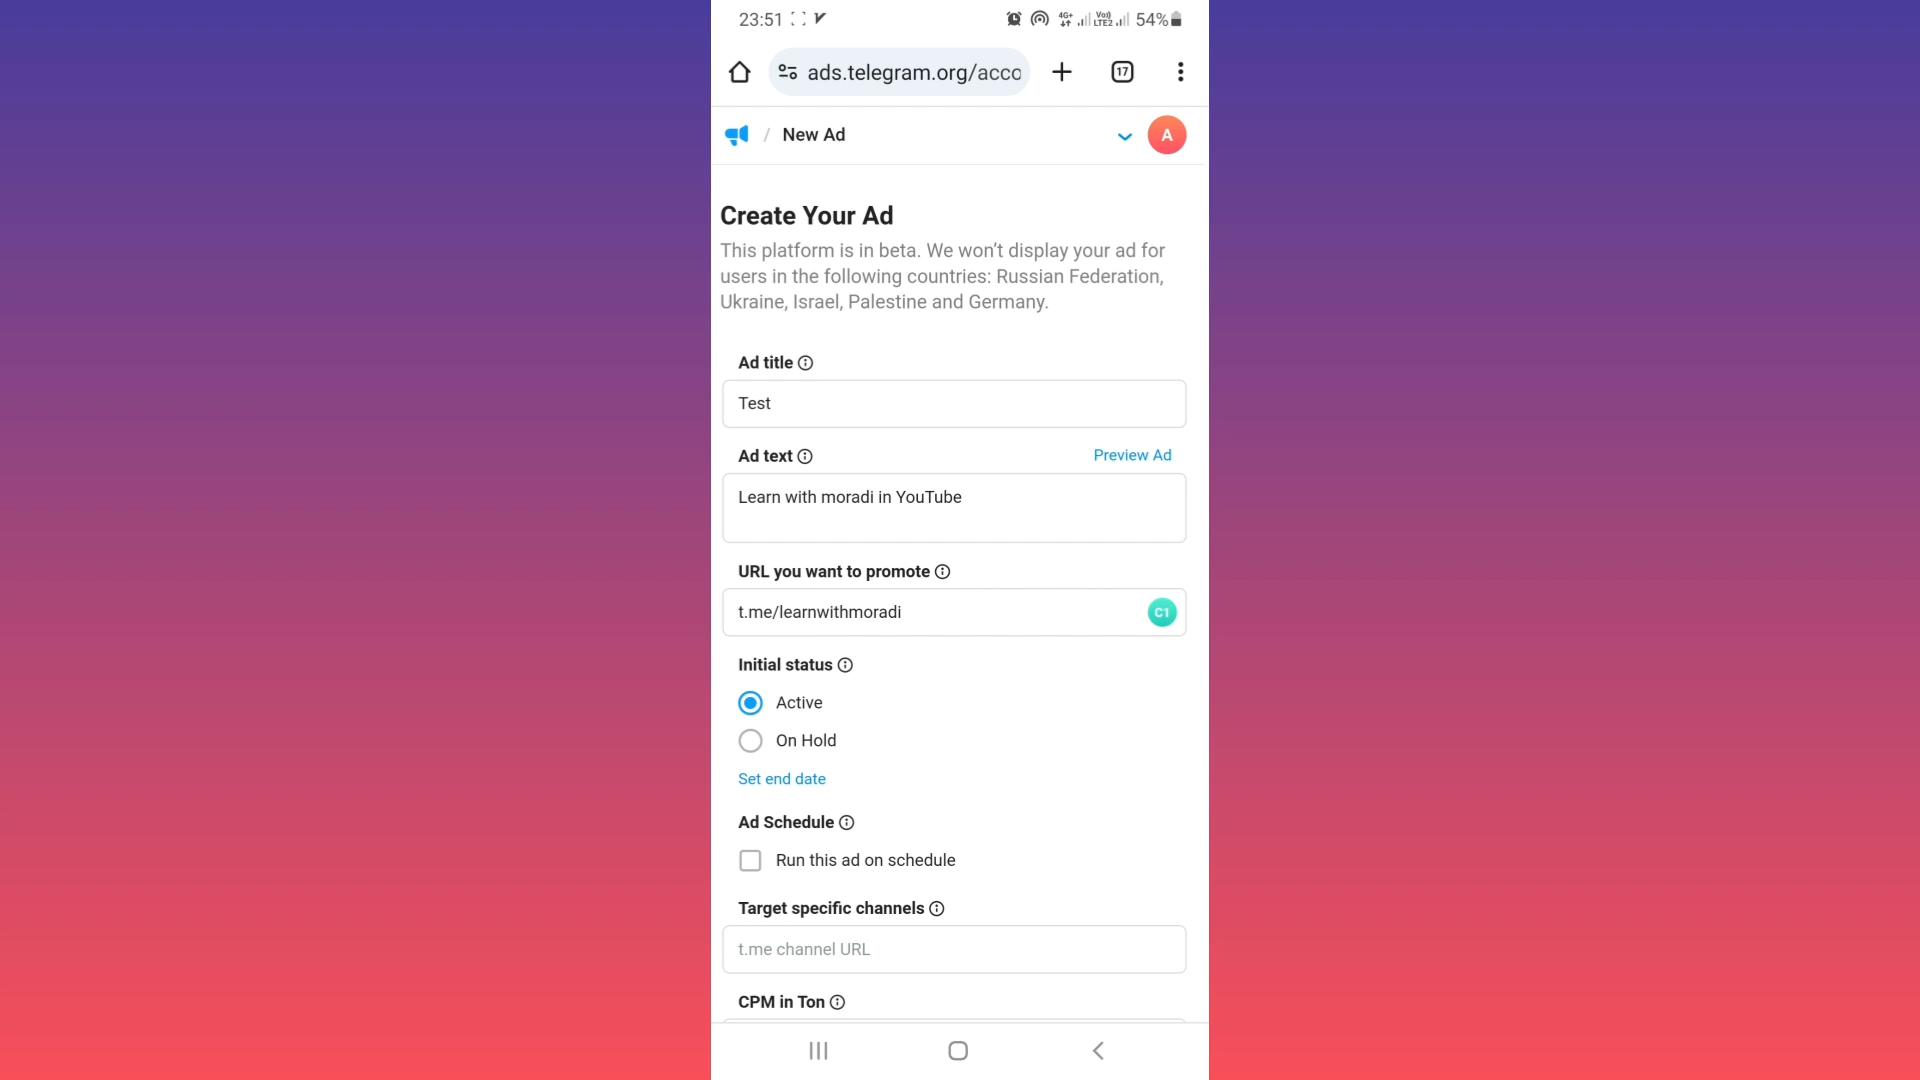 23:51 4G+ Vo)) LTE2 54%
ads.telegram.org/acco 17
/ New Ad A
Create Your Ad
This platform is in beta. We won't display your ad for
users in the following countries: Russian Federation,
Ukraine, Israel, Palestine and Germany.
Ad title
Test
Ad text Preview Ad
Learn with moradi in YouTube
URL you want to promote
t.me/learnwithmoradi C1
Initial status
Active
On Hold
Set end date
Ad Schedule
Run this ad on schedule
Target specific channels
t.me channel URL
CPM in Ton